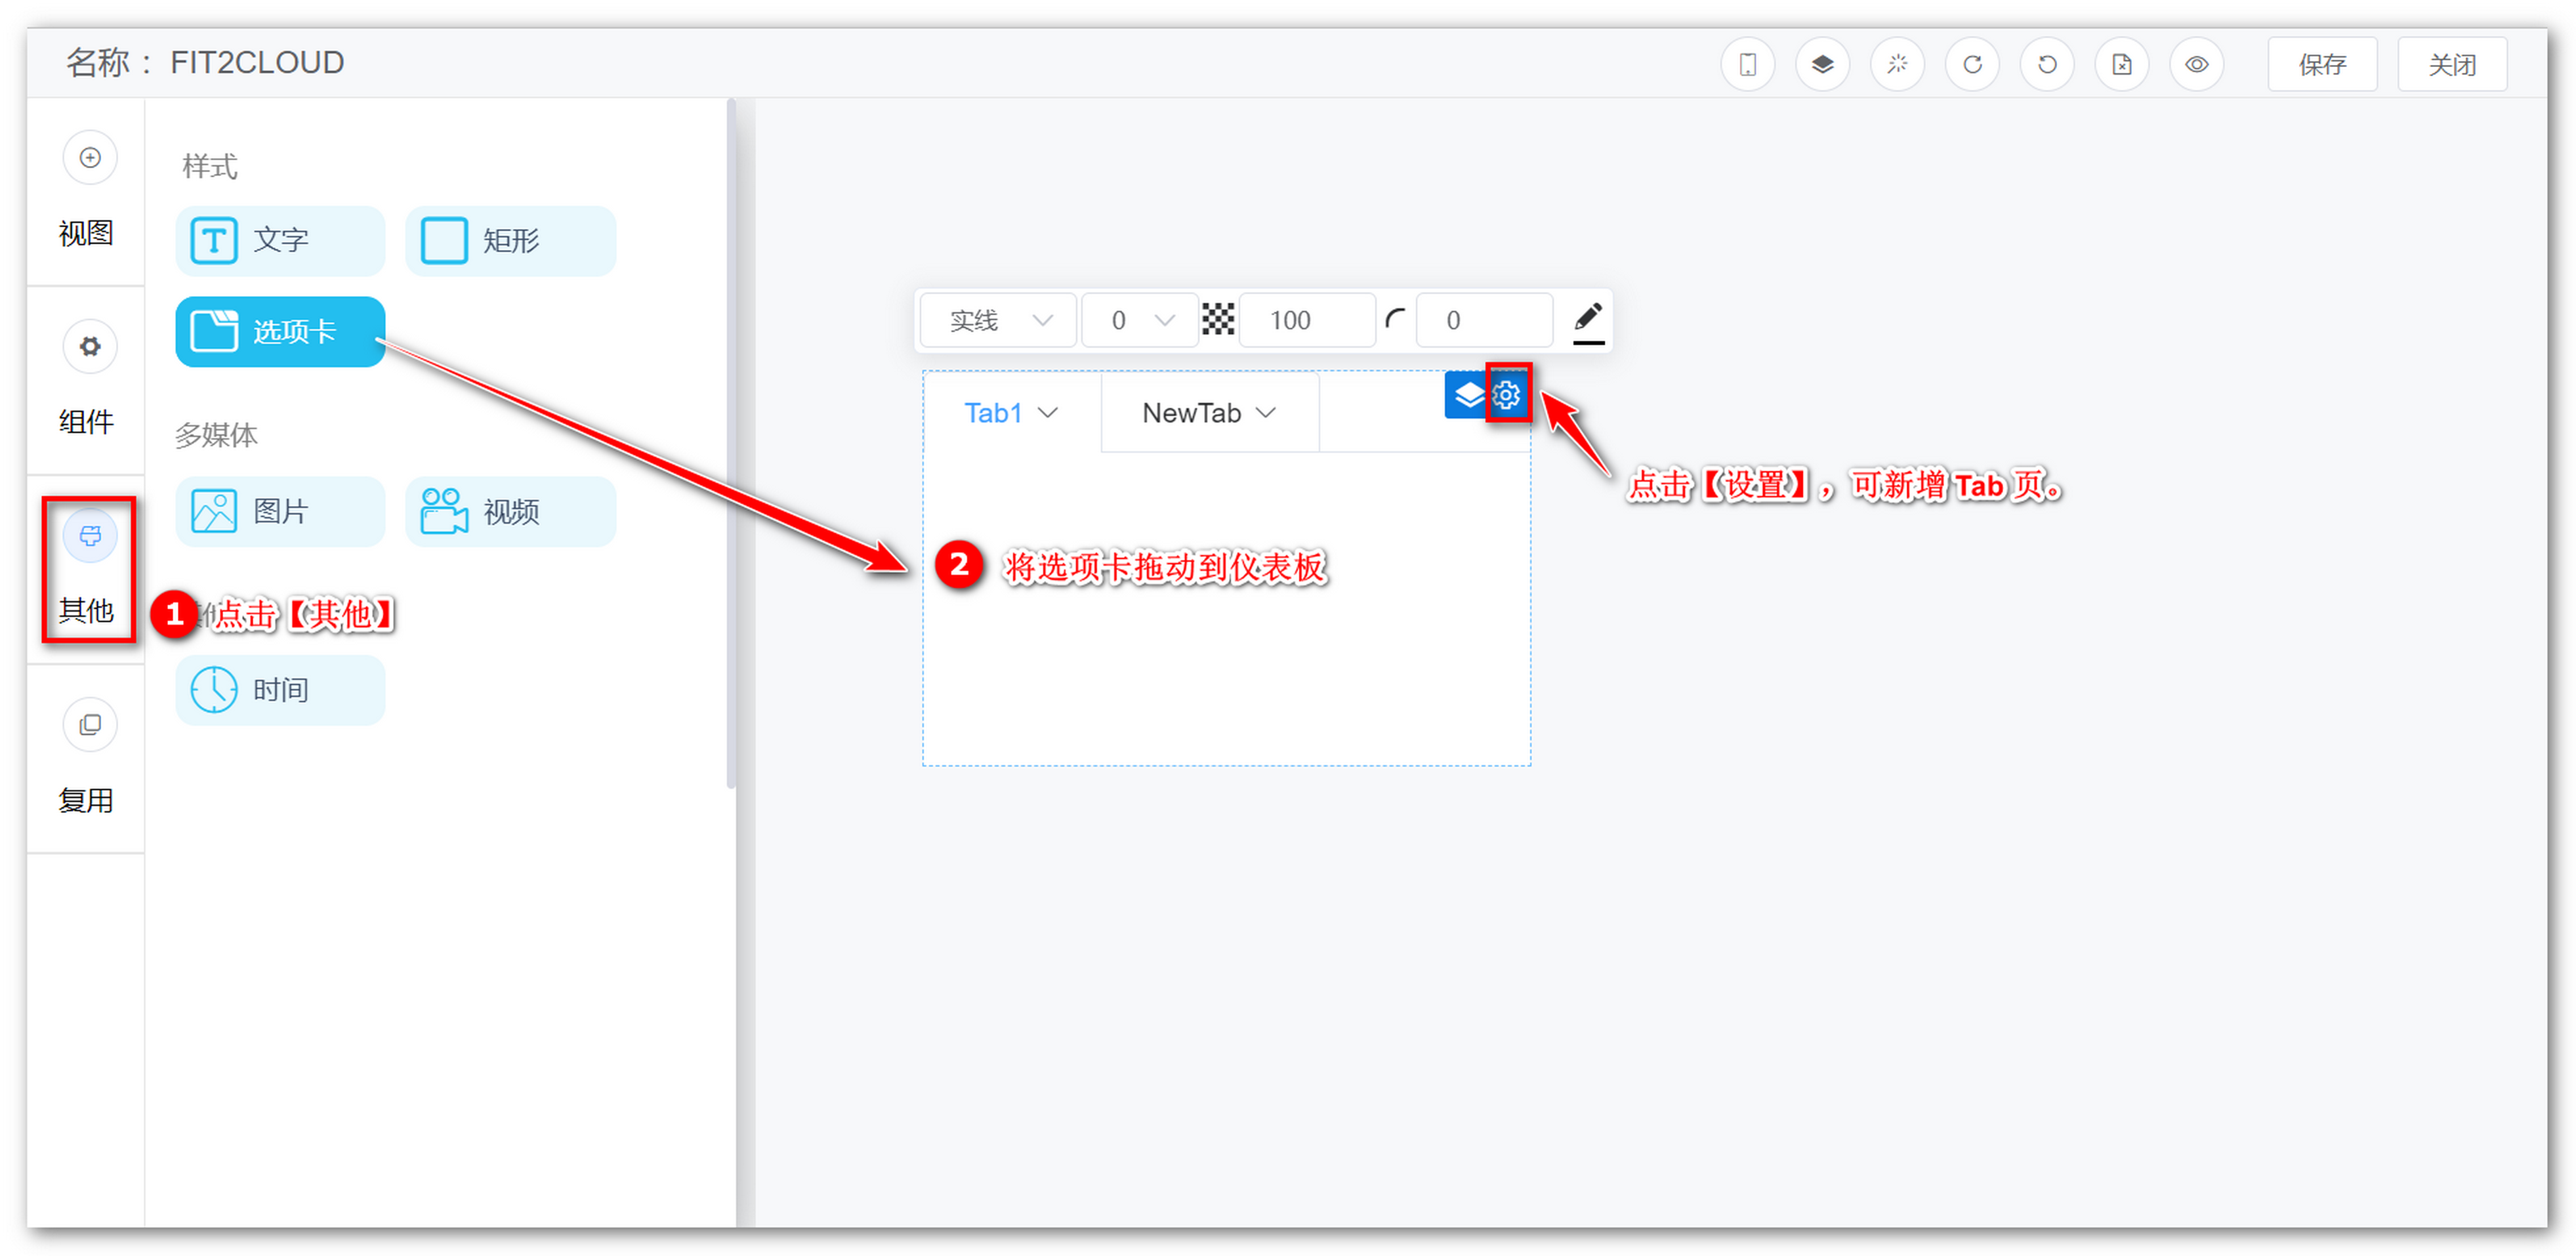 名称： FIT2CLOUD
保存
关闭
视图
组件
其他
复用
样式
文字
矩形
选项卡
多媒体
图片
视频
时间
实线
0
100
0
Tab1
NewTab
点击【设置】，可新增 Tab 页。
2 将选项卡拖动到仪表板
1 点击【其他】